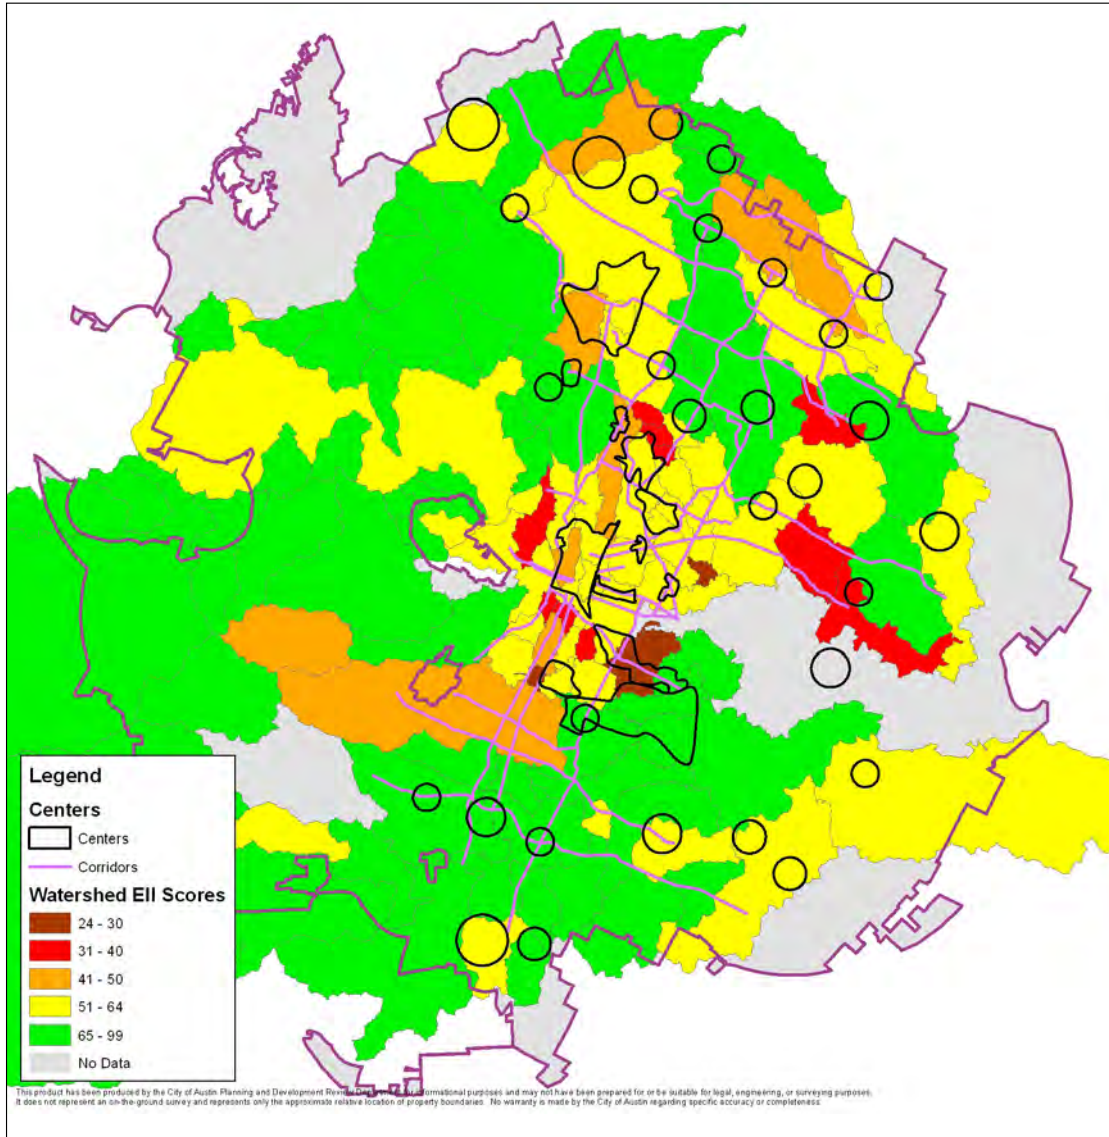 Legend
Centers
Centers
Corridors
Watershed EII Scores
24 - 30
31 - 40
41 - 50
51 - 64
65 - 99
No Data
This product has been produced by the City of Austin Planning and Development Review informational purposes and may not have been prepared for or be suitable for legal, engineering, or surveying purposes.
It does not represent an on-the-ground survey and represents only the approximate relative location of property boundaries. No warranty is made by the City of Austin regarding specific accuracy or completeness.